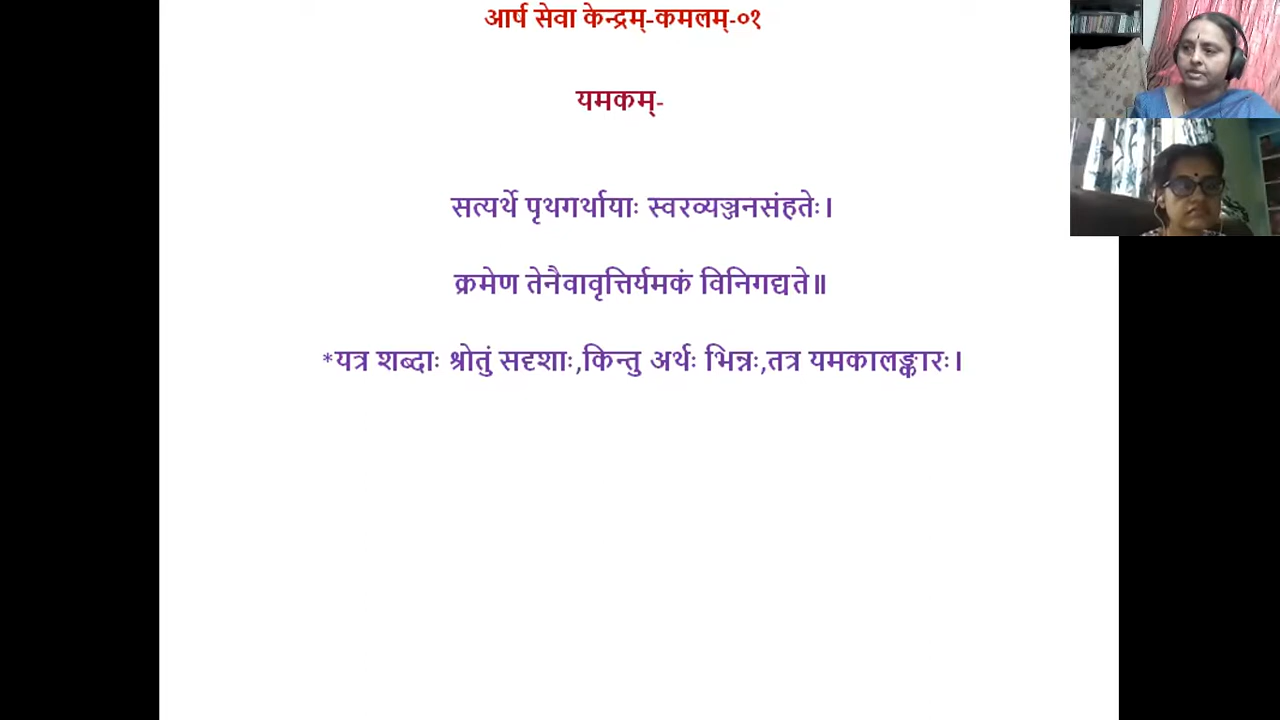 आर्ष सेवा केन्द्रम्-कमलम्-०१
यमकम्-
सत्यर्थे पृथगर्थायाः स्वरव्यञ्जनसंहतेः।
क्रमेण तेनैवावृत्तिर्यमकं विनिगद्यते॥
*यत्र शब्दाः श्रोतुं सदृशाः,किन्तु अर्थः भिन्नः,तत्र यमकालङ्कारः।